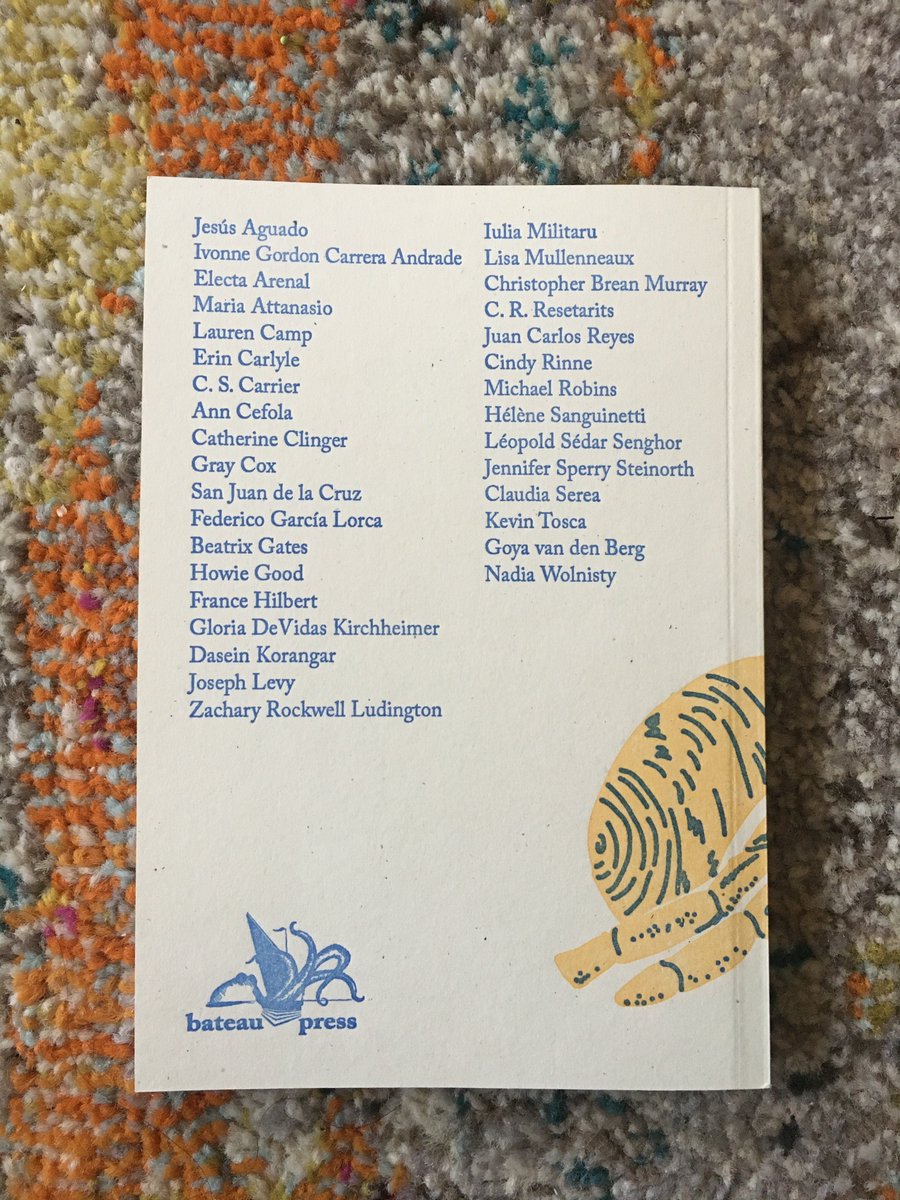 Jesús Aguado
Ivonne Gordon Carrera Andrade
Electa Arenal
Maria Attanasio
Lauren Camp
Erin Carlyle
C. S. Carrier
Ann Cefola
Catherine Clinger
Gray Cox
San Juan de la Cruz
Federico García Lorca
Beatrix Gates
Howie Good
France Hilbert
Gloria DeVidas Kirchheimer
Dasein Korangar
Joseph Levy
Zachary Rockwell Ludington
Iulia Militaru
Lisa Mullenneaux
Christopher Brean Murray
C. R. Resetarits
Juan Carlos Reyes
Cindy Rinne
Michael Robins
Hélène Sanguinetti
Léopold Sédar Senghor
Jennifer Sperry Steinorth
Claudia Serea
Kevin Tosca
Goya van den Berg
Nadia Wolnisty
bateau press